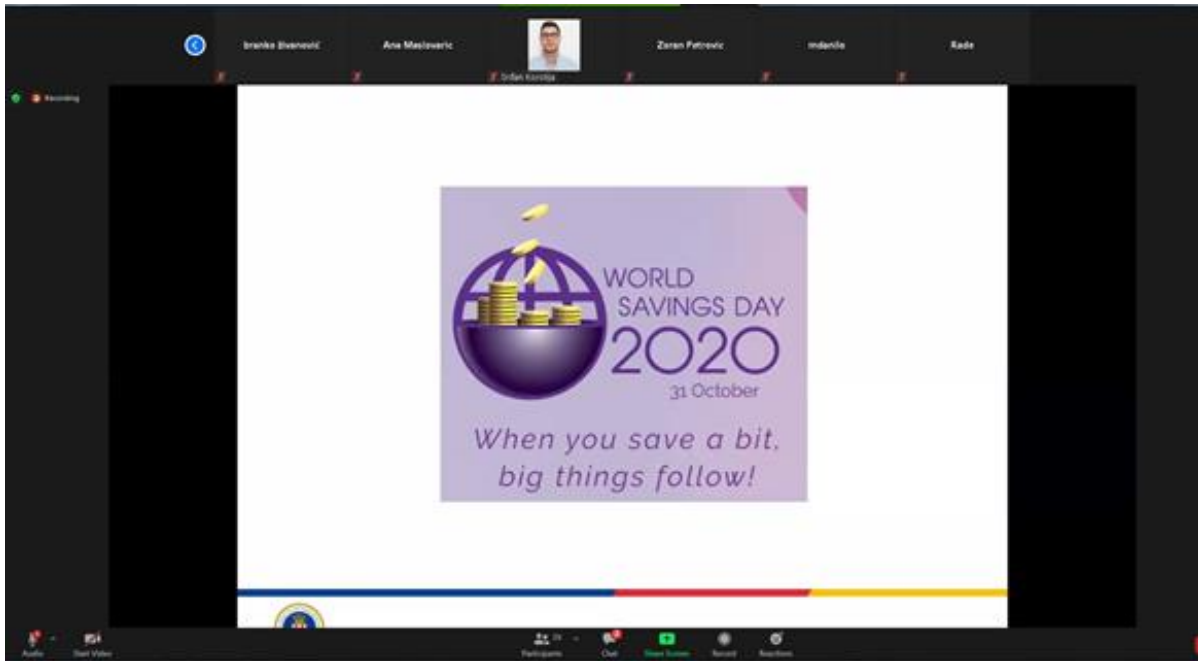 branko živanović
Ana Maslovaric
Srđan Korolija
Zoran Petrovic
mdanilo
Rade
Recording
WORLD
SAVINGS DAY
2020
31 October
When you save a bit,
big things follow!
Audio
Start Video
Participants
Chat
Share Screen
Record
Reactions